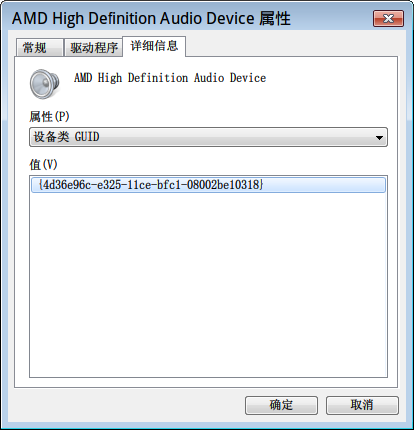 AMD High Definition Audio Device 属性
常规 驱动程序 详细信息
AMD High Definition Audio Device
属性(P)
设备类 GUID
值(V)
{4d36e96c-e325-11ce-bfc1-08002be10318}
确定 取消